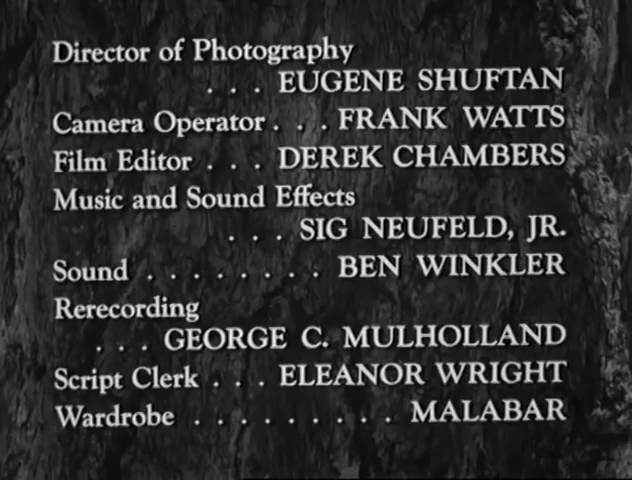 Director of Photography
. . . EUGENE SHUFTAN
Camera Operator . . . FRANK WATTS
Film Editor . . . DEREK CHAMBERS
Music and Sound Effects
. . . SIG NEUFELD, JR.
Sound . . . . . . . . BEN WINKLER
Rerecording
. . . GEORGE C. MULHOLLAND
Script Clerk . . . ELEANOR WRIGHT
Wardrobe . . . . . . . . . MALABAR